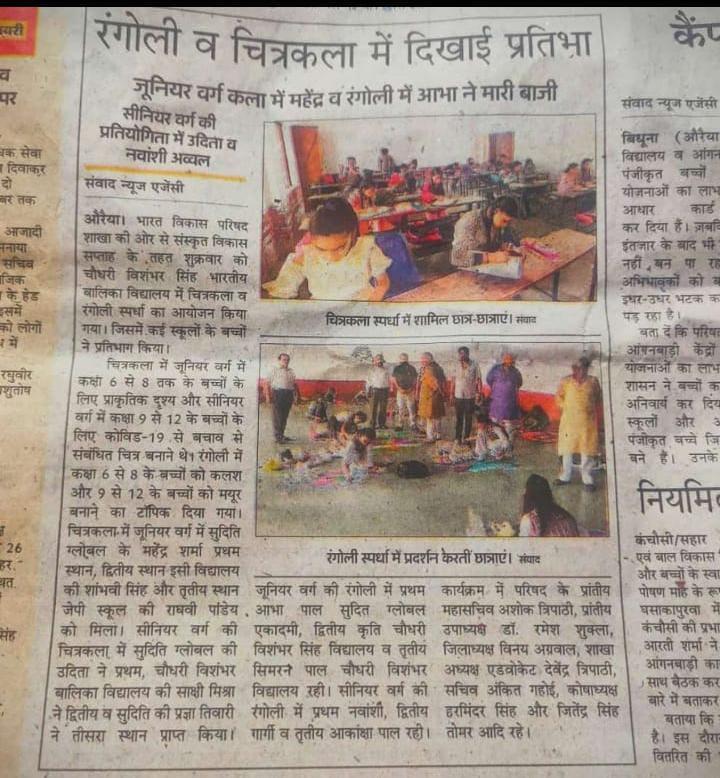 यरी
व
पर
यक सेवा
दिवाकर
दो
बर तक
आजादी
मनाया
सचिव
जिक
के हेड
इसमें
को लोगों
में
रघुवीर
26
हर.
सिंह
रंगोली व चित्रकला में दिखाई प्रतिभा
जूनियर वर्ग कला में महेंद्र व रंगोली में आभा ने मारी बाजी
सीनियर वर्ग की
प्रतियोगिता में उदिता व
नवांशी अव्वल
संवाद न्यूज एजेंसी
औरैया। भारत विकास परिषद
शाखा की ओर से संस्कृत विकास
सप्ताह के तहत शुक्रवार को
चौधरी विशंभर सिंह भारतीय
बालिका विद्यालय में चित्रकला व
रंगोली स्पर्धा का आयोजन किया
गया। जिसमें कई स्कूलों के बच्चों
ने प्रतिभाग किया।
चित्रकला में जूनियर वर्ग में
कक्षा 6 से 8 तक के बच्चों के
लिए प्राकृतिक दृश्य और सीनियर
वर्ग में कक्षा 9 से 12 के बच्चों के
लिए कोविड-19 से बचाव से
संबंधित चित्र बनाने थे। रंगोली में
कक्षा 6 से 8 के बच्चों को कलश
और 9 से 12 के बच्चों को मयूर
बनाने का टॉपिक दिया गया।
चित्रकला में जूनियर वर्ग में सुदिति
ग्लोबल के महेंद्र शर्मा प्रथम
स्थान, द्वितीय स्थान इसी विद्यालय
की शांभवी सिंह और तृतीय स्थान
जेपी स्कूल की राघवी पांडेय
को मिला। सीनियर वर्ग की
चित्रकला में सुदिति ग्लोबल की
उदिता ने प्रथम, चौधरी विशंभर
बालिका विद्यालय की साक्षी मिश्रा
ने द्वितीय व सुदिति की प्रज्ञा तिवारी
ने तीसरा स्थान प्राप्त किया।
चित्रकला स्पर्धा में शामिल छात्र-छात्राएं। संवाद
रंगोली स्पर्धा में प्रदर्शन करतीं छात्राएं। संवाद
जूनियर वर्ग की रंगोली में प्रथम
आभा पाल सुदित ग्लोबल
एकादमी, द्वितीय कृति चौधरी
विशंभर सिंह विद्यालय व तृतीय
सिमरन पाल चौधरी विशंभर
विद्यालय रही। सीनियर वर्ग की
रंगोली में प्रथम नवांशी, द्वितीय
गार्गी व तृतीय आकांक्षा पाल रही।
कार्यक्रम में परिषद के प्रांतीय
महासचिव अशोक त्रिपाठी, प्रांतीय
उपाध्यक्ष डॉ. रमेश शुक्ला,
जिलाध्यक्ष विनय अग्रवाल, शाखा
अध्यक्ष एडवोकेट देवेंद्र त्रिपाठी,
सचिव अंकित गहोई, कोषाध्यक्ष
हरमिंदर सिंह और जितेंद्र सिंह
तोमर आदि रहे।
कैंप
संवाद न्यूज एजेंसी
बिधूना (औरैया
विद्यालय व आंगन
पंजीकृत बच्चों
योजनाओं का लाभ
आधार कार्ड
कर दिया है। जबकि
इंतजार के बाद भी
नहीं बन पा रह
अभिभावकों को
इधर-उधर भटक क
पड़ रहा है।
बता दें कि परिष
आंगनबाड़ी केंद्रों
योजनाओं का लाभ
शासन ने बच्चों क
अनिवार्य कर दिय
स्कूलों और
पंजीकृत बच्चे जि
बने हैं। उनके
नियमि
कंचौसी/सहार
एवं बाल विकास
और बच्चों के स्वा
पोषण माह के रू
घसाकापुरवा में
कंचौसी की प्रभा
आरती शर्मा ने
आंगनबाड़ी का
साथ बैठक कर
बारे में बताकर
बताया कि
है। इस दौरा
वितरित की